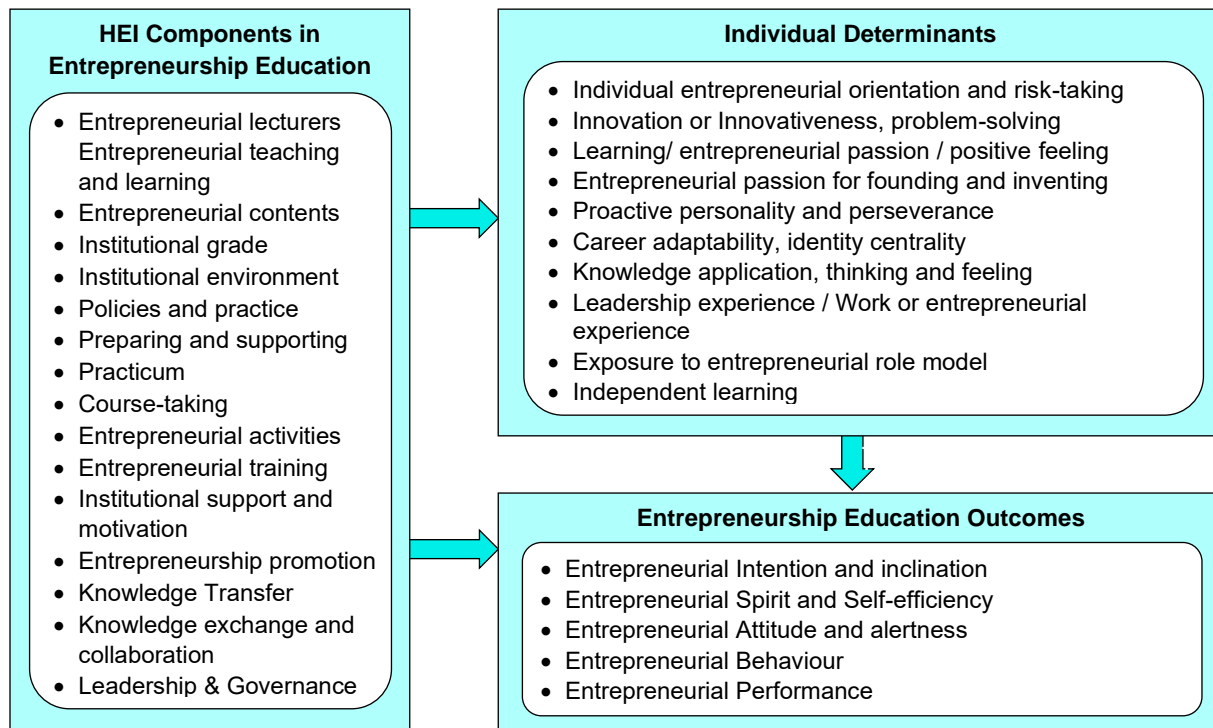 HEI Components in
Entrepreneurship Education
• Entrepreneurial lecturers
Entrepreneurial teaching
and learning
• Entrepreneurial contents
• Institutional grade
• Institutional environment
• Policies and practice
• Preparing and supporting
• Practicum
• Course-taking
• Entrepreneurial activities
• Entrepreneurial training
• Institutional support and
motivation
• Entrepreneurship promotion
• Knowledge Transfer
• Knowledge exchange and
collaboration
• Leadership & Governance
Individual Determinants
• Individual entrepreneurial orientation and risk-taking
• Innovation or Innovativeness, problem-solving
• Learning/ entrepreneurial passion / positive feeling
• Entrepreneurial passion for founding and inventing
• Proactive personality and perseverance
• Career adaptability, identity centrality
• Knowledge application, thinking and feeling
• Leadership experience / Work or entrepreneurial
experience
• Exposure to entrepreneurial role model
• Independent learning
Entrepreneurship Education Outcomes
• Entrepreneurial Intention and inclination
• Entrepreneurial Spirit and Self-efficiency
• Entrepreneurial Attitude and alertness
• Entrepreneurial Behaviour
• Entrepreneurial Performance